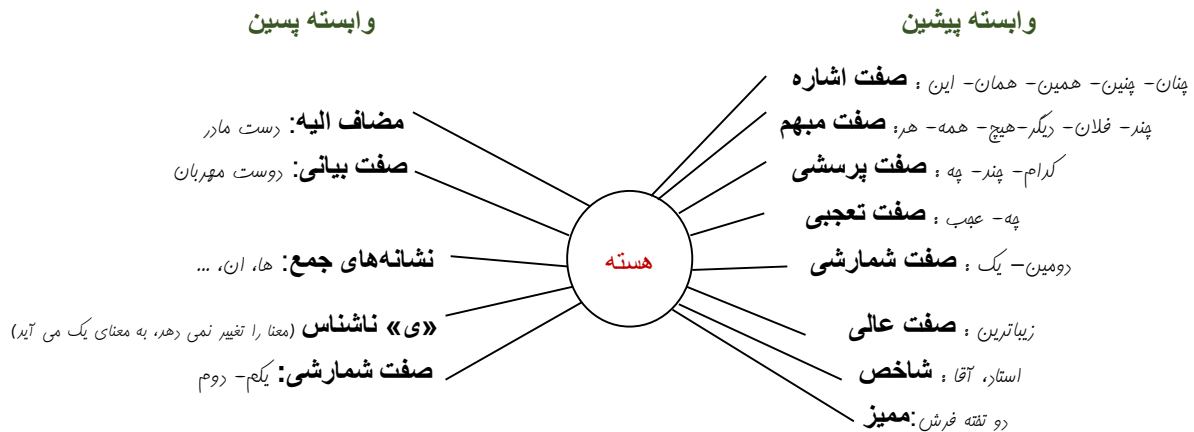 وابسته پیشین
صفت اشاره : این -همان -همین -چنین -چنان
صفت مبهم :هر -همه -هیچ-دیگر -فلان -چند
صفت پرسشی : چه -چند -کدام
صفت تعجبی : عجب -چه
صفت شمارشی : یک –دومین
صفت عالی : زیباترین
شاخص : آقا ،استاد
ممیز: دو تفته فرش
هسته
وابسته پسین
مضاف الیه: دست مادر
صفت بیانی: دوست مهربان
نشانه‌های جمع: ها، ان، ...
«ی» ناشناس (معنا را تغییر نمی دهد، به معنای یک می آید)
صفت شمارشی: یکم- دوم